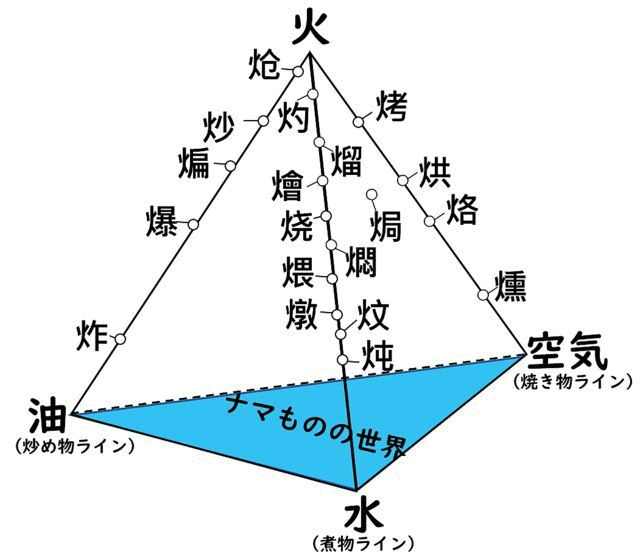 火
炝
灼
烤
炒
熘
煸
烘
燴
爆
烧
焗
烙
燜
煨
燻
燉
炆
炸
炖
空気
(焼き物ライン)
油
(炒め物ライン)
ナマものの世界
水
(煮物ライン)